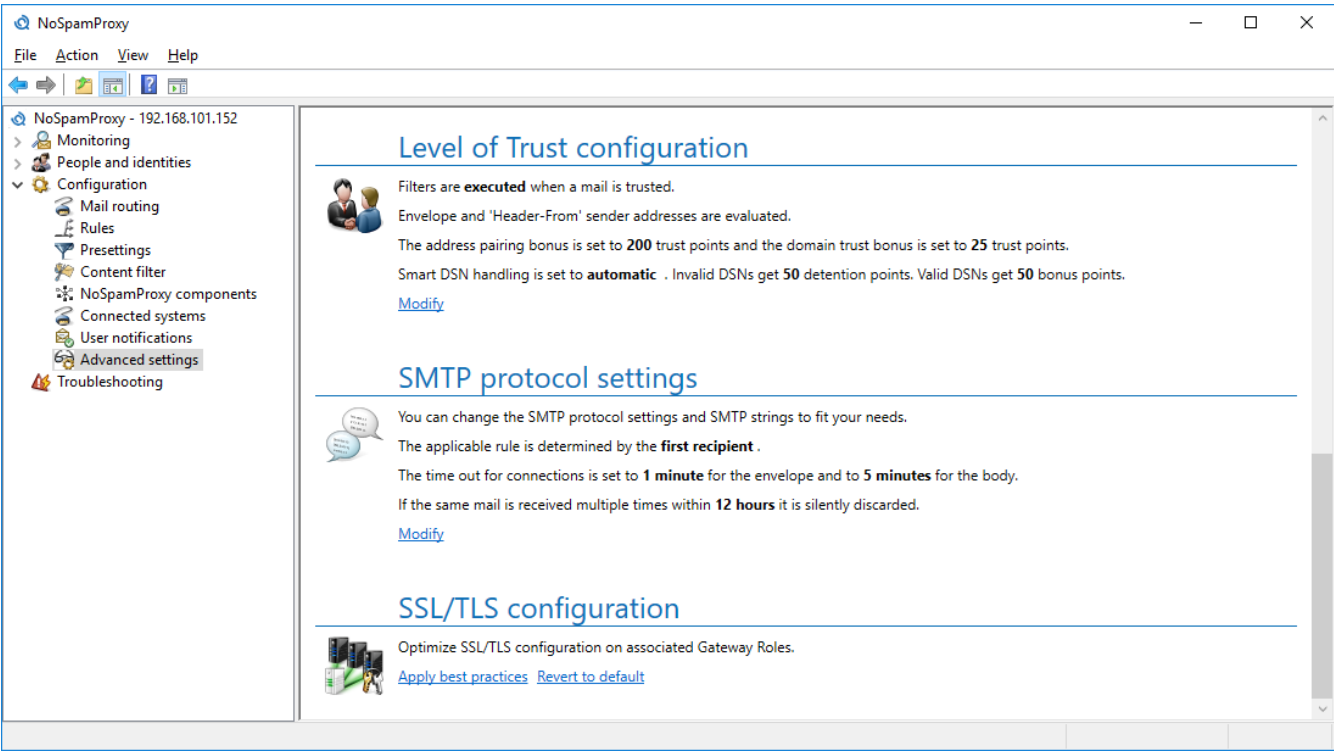 NoSpamProxy
File Action View Help
NoSpamProxy - 192.168.101.152
Monitoring
People and identities
Configuration
Mail routing
Rules
Presettings
Content filter
NoSpamProxy components
Connected systems
User notifications
Advanced settings
Troubleshooting
Level of Trust configuration
Filters are executed when a mail is trusted.
Envelope and 'Header-From' sender addresses are evaluated.
The address pairing bonus is set to 200 trust points and the domain trust bonus is set to 25 trust points.
Smart DSN handling is set to automatic . Invalid DSNs get 50 detention points. Valid DSNs get 50 bonus points.
Modify
SMTP protocol settings
You can change the SMTP protocol settings and SMTP strings to fit your needs.
The applicable rule is determined by the first recipient .
The time out for connections is set to 1 minute for the envelope and to 5 minutes for the body.
If the same mail is received multiple times within 12 hours it is silently discarded.
Modify
SSL/TLS configuration
Optimize SSL/TLS configuration on associated Gateway Roles.
Apply best practices Revert to default